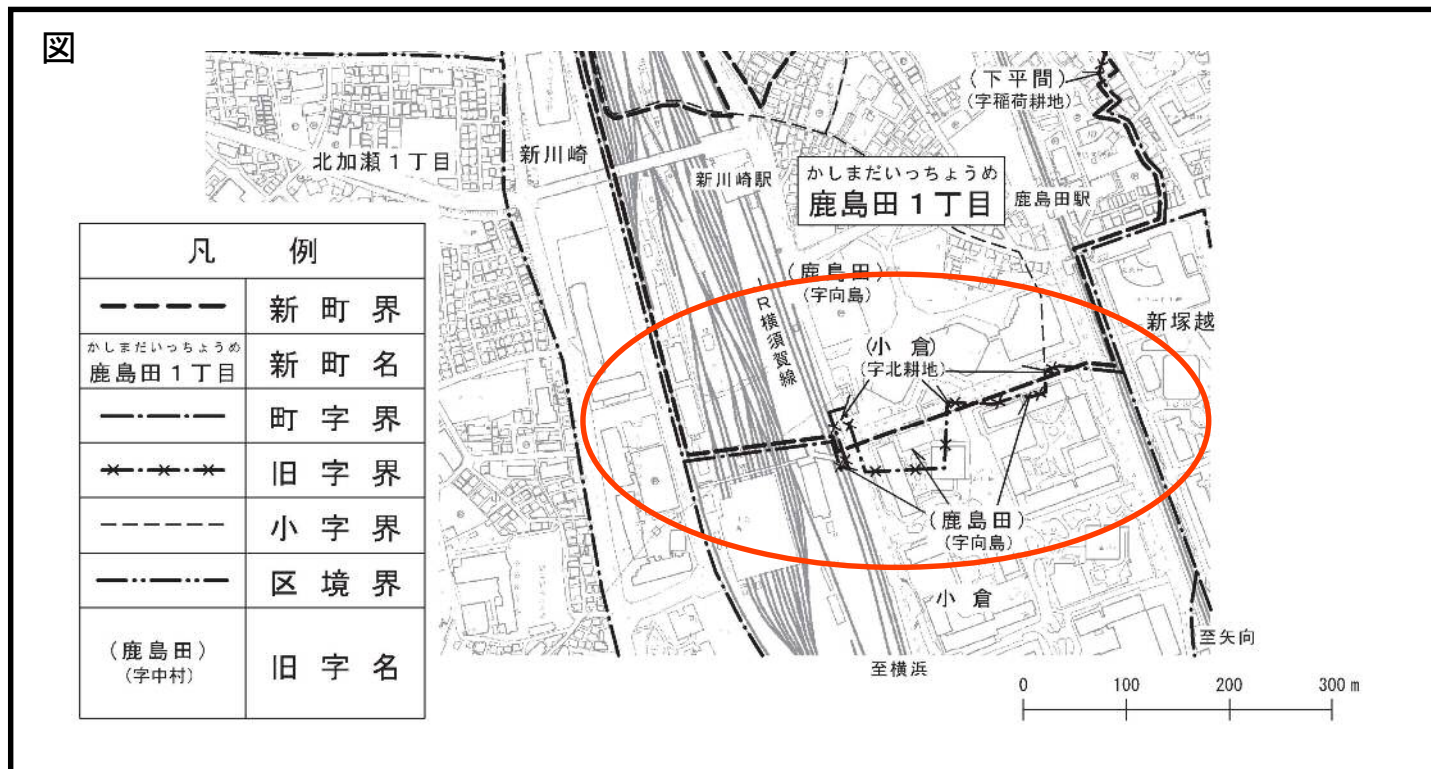 図
(下平間)
(字稲荷耕地)
北加瀬1丁目
新川崎
新川崎駅
かしまだいっちょうめ
鹿島田1丁目
鹿島田駅
(鹿島田)
(字向島)
JR横須賀線
新塚越
(小倉)
(字北耕地)
(鹿島田)
(字向島)
小倉
至矢向
至横浜
0 100 200 300m
凡例
新町界
かしまだいっちょうめ
鹿島田1丁目 新町名
町字界
旧字界
小字界
区境界
(鹿島田)
(字中村)
旧字名